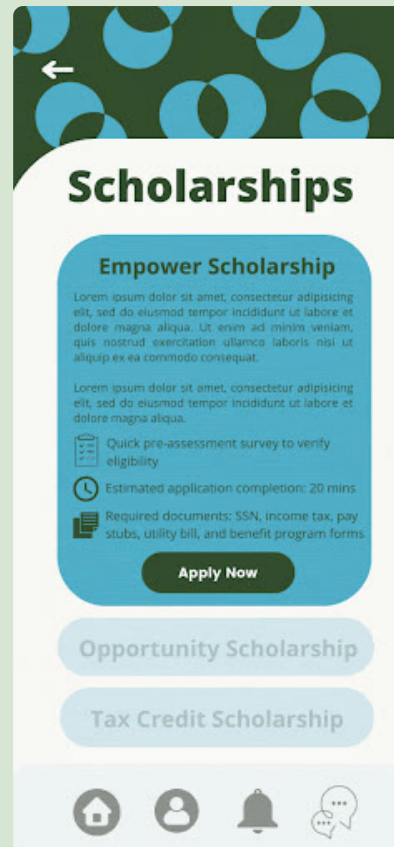 Scholarships
Empower Scholarship
Lorem ipsum dolor sit amet, consectetur adipisicing
elit, sed do eiusmod tempor incididunt ut labore et
dolore magna aliqua. Ut enim ad minim veniam,
quis nostrud exercitation ullamco laboris nisi ut
aliquip ex ea commodo consequat.
Lorem ipsum dolor sit amet, consectetur adipisicing
elit, sed do eiusmod tempor incididunt ut labore et
dolore magna aliqua.
Quick pre-assessment survey to verify
eligibility
Estimated application completion: 20 mins
Required documents: SSN, income tax, pay
stubs, utility bill, and benefit program forms
Apply Now
Opportunity Scholarship
Tax Credit Scholarship